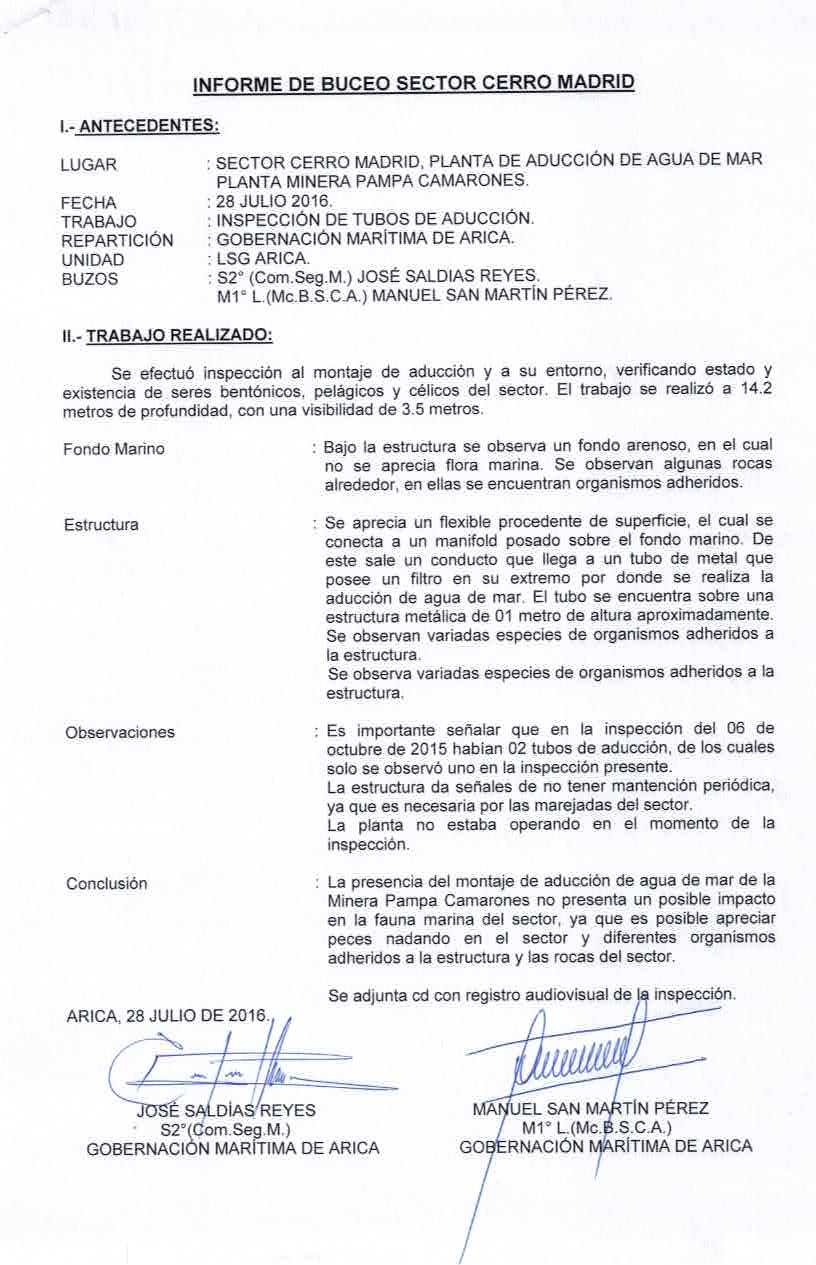 INFORME DE BUCEO SECTOR CERRO MADRID
I.- ANTECEDENTES:
LUGAR : SECTOR CERRO MADRID, PLANTA DE ADUCCIÓN DE AGUA DE MAR
PLANTA MINERA PAMPA CAMARONES.
FECHA : 28 JULIO 2016.
TRABAJO : INSPECCIÓN DE TUBOS DE ADUCCIÓN.
REPARTICIÓN : GOBERNACIÓN MARÍTIMA DE ARICA.
UNIDAD : LSG ARICA.
BUZOS : S2° (Com.Seg.M.) JOSÉ SALDIAS REYES.
M1° L.(Mc.B.S.C.A.) MANUEL SAN MARTÍN PÉREZ.
II.- TRABAJO REALIZADO:
Se efectuó inspección al montaje de aducción y a su entorno, verificando estado y
existencia de seres bentónicos, pelágicos y célicos del sector. El trabajo se realizó a 14.2
metros de profundidad, con una visibilidad de 3.5 metros.
Fondo Marino : Bajo la estructura se observa un fondo arenoso, en el cual
no se aprecia flora marina. Se observan algunas rocas
alrededor, en ellas se encuentran organismos adheridos.
Estructura : Se aprecia un flexible procedente de superficie, el cual se
conecta a un manifold posado sobre el fondo marino. De
este sale un conducto que llega a un tubo de metal que
posee un filtro en su extremo por donde se realiza la
aducción de agua de mar. El tubo se encuentra sobre una
estructura metálica de 01 metro de altura aproximadamente.
Se observan variadas especies de organismos adheridos a
la estructura.
Se observa variadas especies de organismos adheridos a la
estructura.
Observaciones : Es importante señalar que en la inspección del 06 de
octubre de 2015 habían 02 tubos de aducción, de los cuales
solo se observó uno en la inspección presente.
La estructura da señales de no tener mantención periódica,
ya que es necesaria por las marejadas del sector.
La planta no estaba operando en el momento de la
inspección.
Conclusión : La presencia del montaje de aducción de agua de mar de la
Minera Pampa Camarones no presenta un posible impacto
en la fauna marina del sector, ya que es posible apreciar
peces nadando en el sector y diferentes organismos
adheridos a la estructura y las rocas del sector.
Se adjunta cd con registro audiovisual de la inspección.
ARICA, 28 JULIO DE 2016.
JOSÉ SALDÍAS REYES
S2°(Com.Seg.M.)
GOBERNACIÓN MARÍTIMA DE ARICA
MANUEL SAN MARTÍN PÉREZ
M1° L.(Mc.B.S.C.A.)
GOBERNACIÓN MARÍTIMA DE ARICA